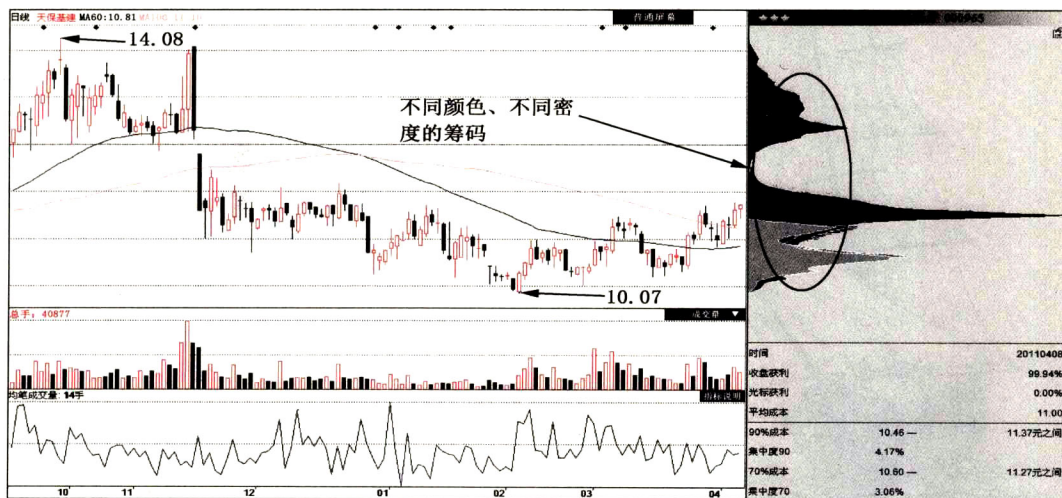 日线 天保基建 MA60:10.81
普通屏幕
14.08
不同颜色、不同密
度的筹码
10.07
总手: 40877
成交量 ▼
均笔成交量: 14手
指标说明
10 11 12 01 02 03 04
时间 20110408
收盘获利 99.94%
光标获利 0.00%
平均成本 11.00
90%成本 10.46 — 11.37元之间
集中度90 4.17%
70%成本 10.60 — 11.27元之间
集中度70 3.06%